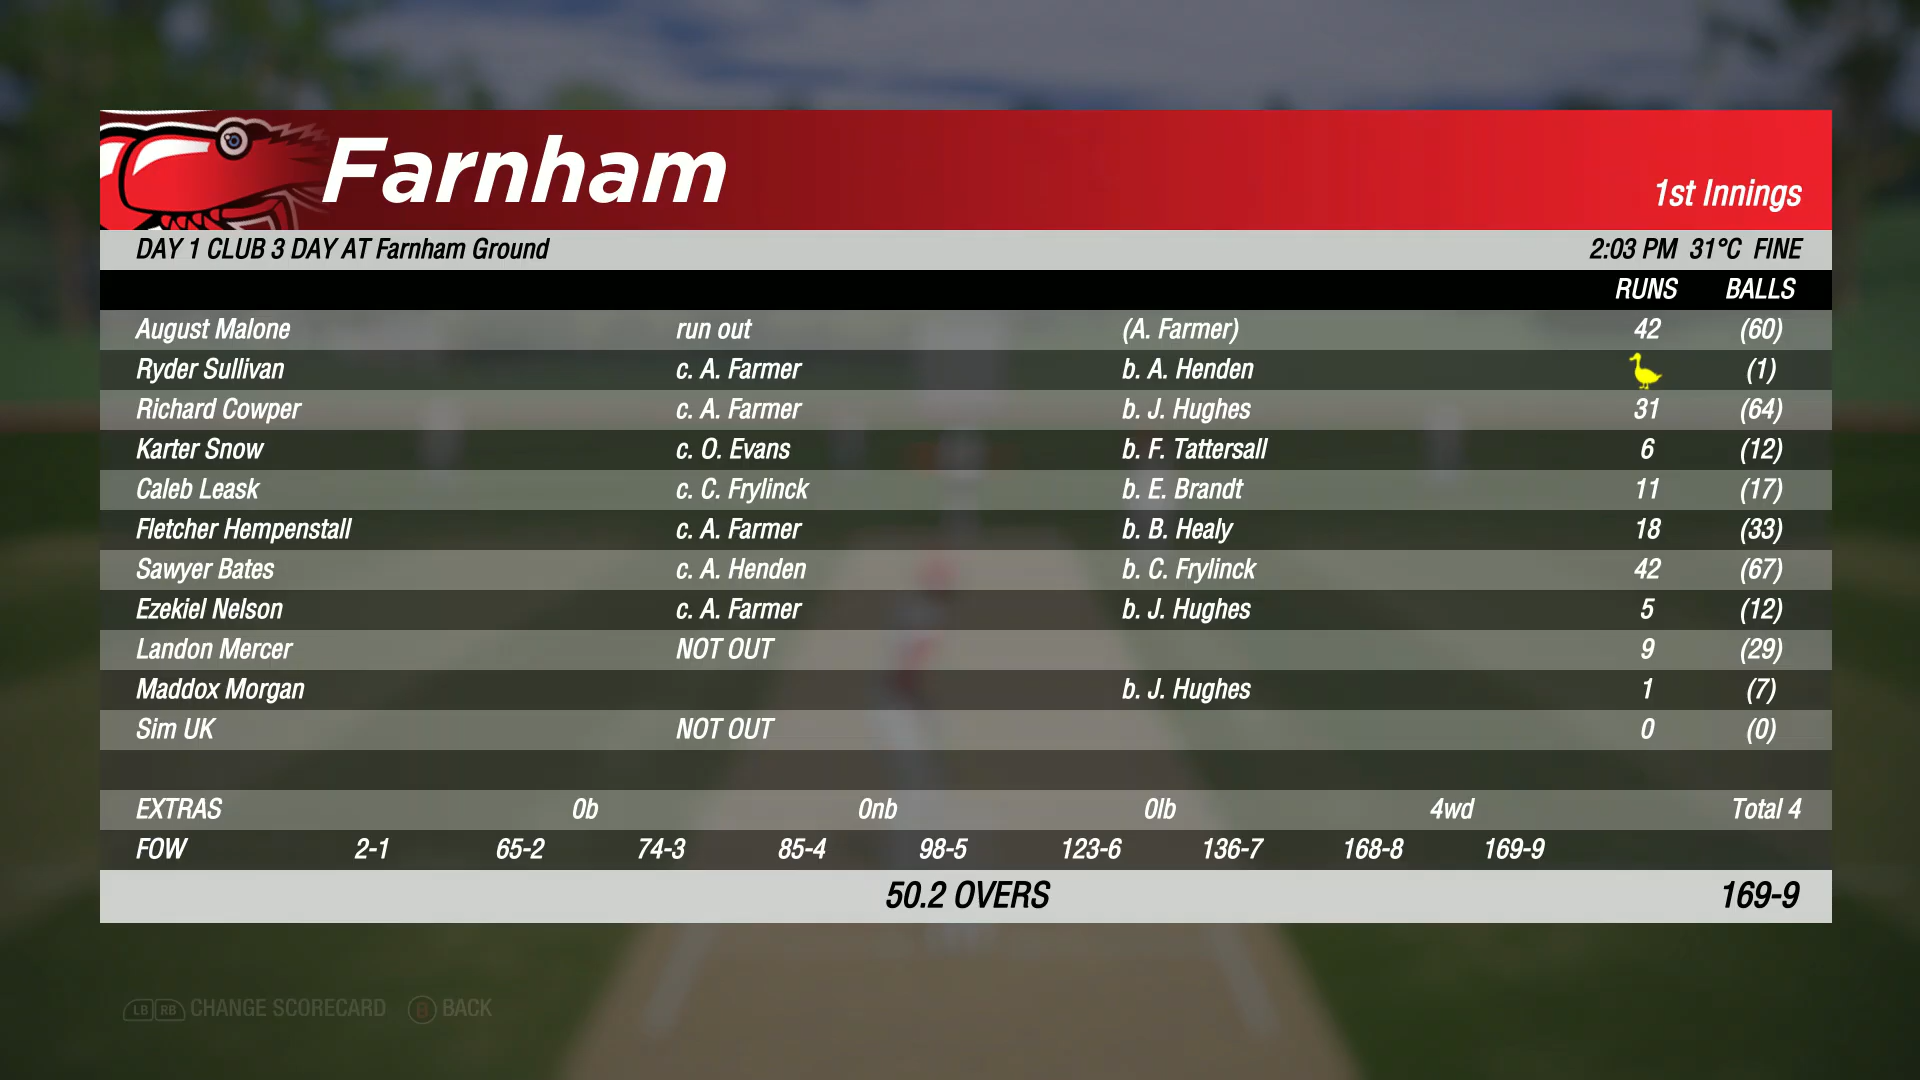 Farnham
1st Innings
DAY 1 CLUB 3 DAY AT Farnham Ground 2:03 PM 31°C FINE
RUNS BALLS
August Malone run out (A. Farmer) 42 (60)
Ryder Sullivan c. A. Farmer b. A. Henden (1)
Richard Cowper c. A. Farmer b. J. Hughes 31 (64)
Karter Snow c. O. Evans b. F. Tattersall 6 (12)
Caleb Leask c. C. Frylinck b. E. Brandt 11 (17)
Fletcher Hempenstall c. A. Farmer b. B. Healy 18 (33)
Sawyer Bates c. A. Henden b. C. Frylinck 42 (67)
Ezekiel Nelson c. A. Farmer b. J. Hughes 5 (12)
Landon Mercer NOT OUT 9 (29)
Maddox Morgan b. J. Hughes 1 (7)
Sim UK NOT OUT 0 (0)
EXTRAS 0b 0nb 0lb 4wd Total 4
FOW 2-1 65-2 74-3 85-4 98-5 123-6 136-7 168-8 169-9
50.2 OVERS 169-9
LB RB CHANGE SCORECARD B BACK